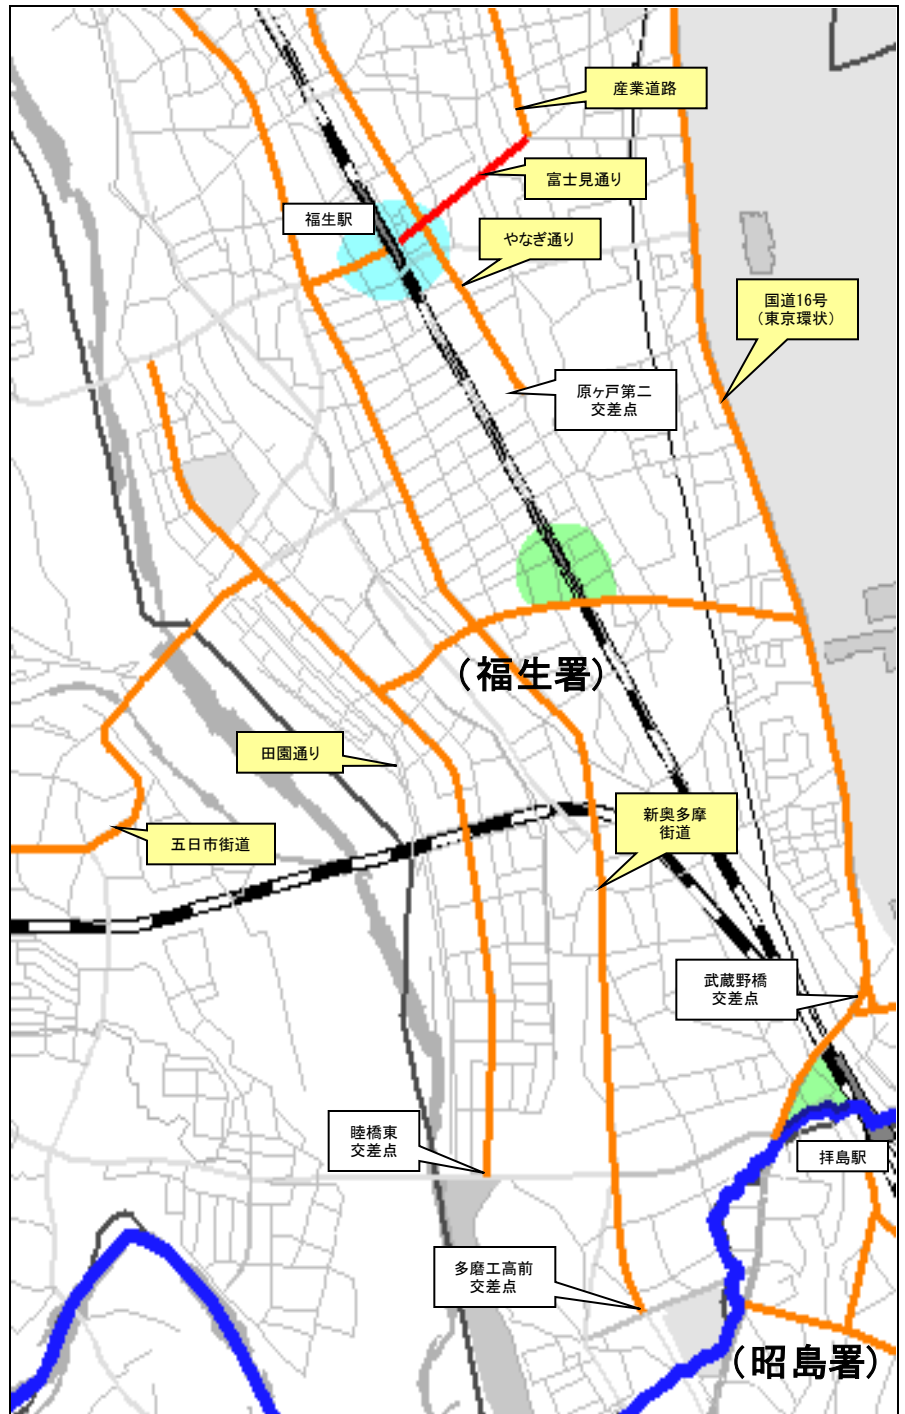 産業道路
富士見通り
福生駅
やなぎ通り
国道16号
（東京環状）
原ヶ戸第二
交差点
（福生署）
田園通り
新奥多摩
街道
五日市街道
武蔵野橋
交差点
睦橋東
交差点
拝島駅
多磨工高前
交差点
（昭島署）